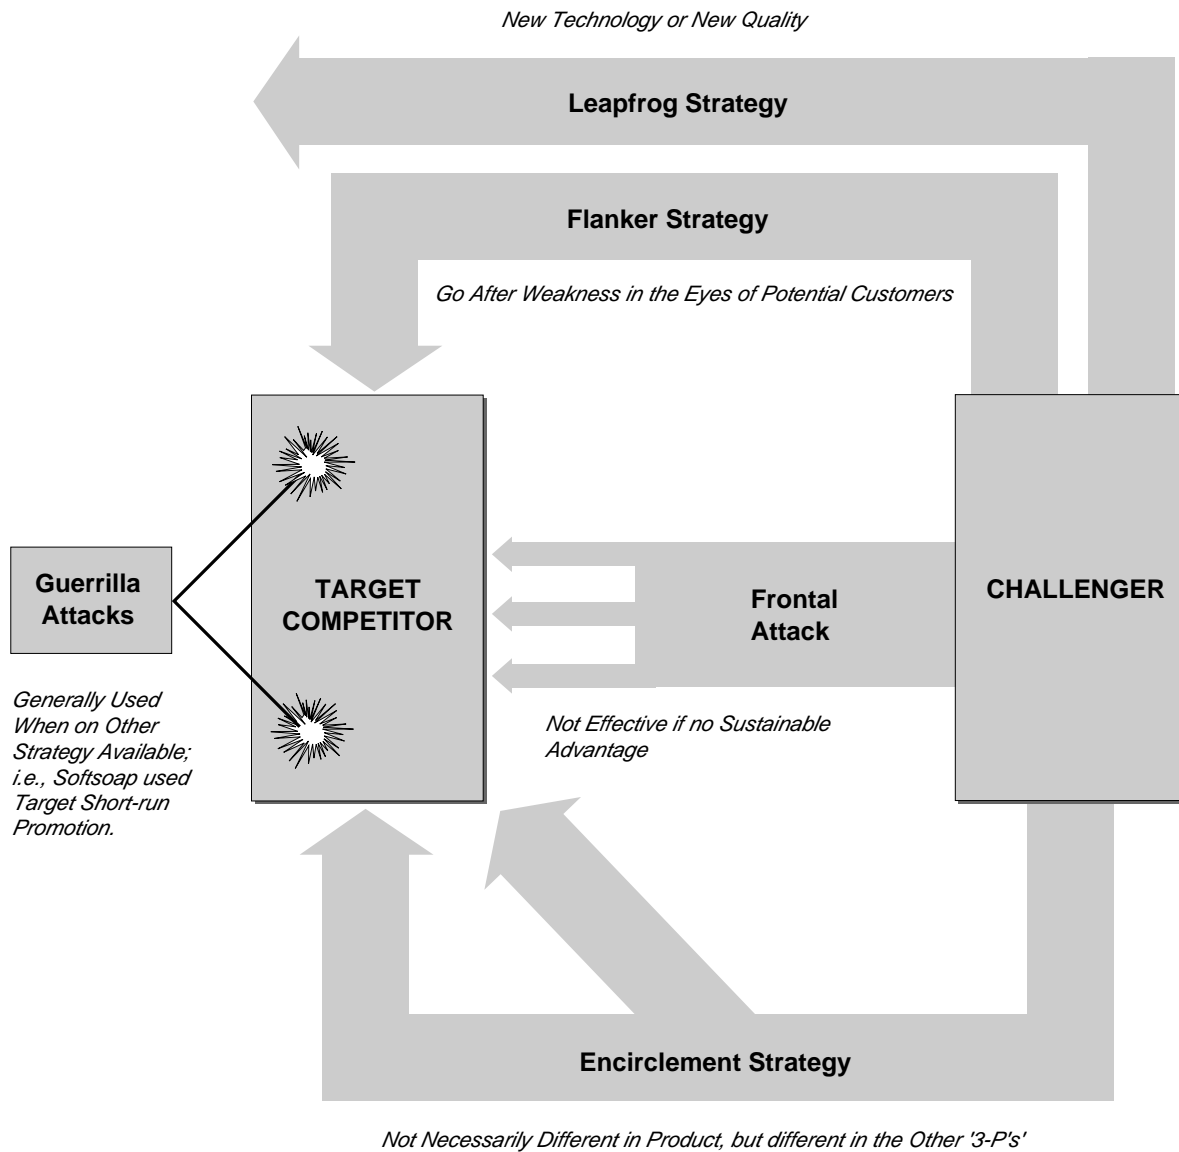 New Technology or New Quality
Leapfrog Strategy
Flanker Strategy
Go After Weakness in the Eyes of Potential Customers
Guerrilla
Attacks
TARGET
COMPETITOR
Frontal
Attack
CHALLENGER
Generally Used
When on Other
Strategy Available;
i.e., Softsoap used
Target Short-run
Promotion.
Not Effective if no Sustainable
Advantage
Encirclement Strategy
Not Necessarily Different in Product, but different in the Other '3-P's'